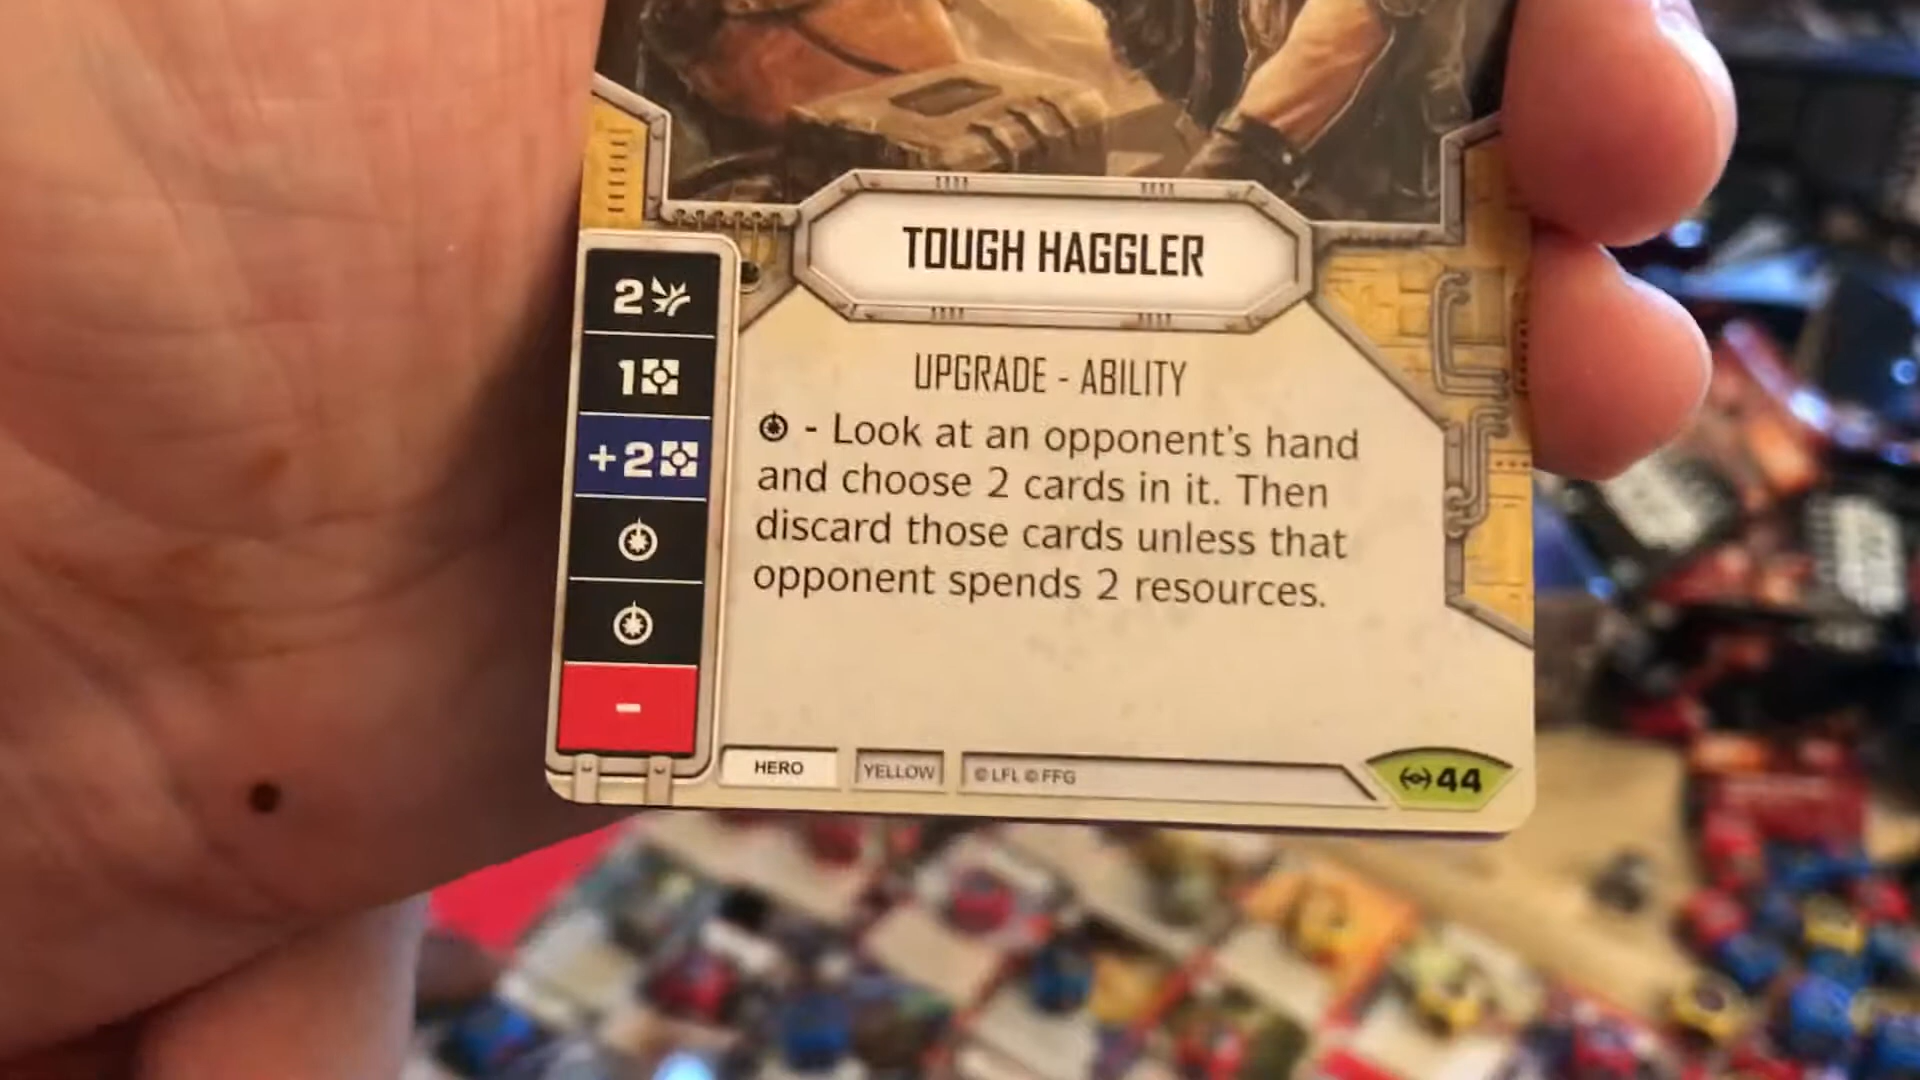 TOUGH HAGGLER
2
1
+2
-
UPGRADE - ABILITY
- Look at an opponent's hand
and choose 2 cards in it. Then
discard those cards unless that
opponent spends 2 resources.
HERO
YELLOW
© LFL © FFG
44